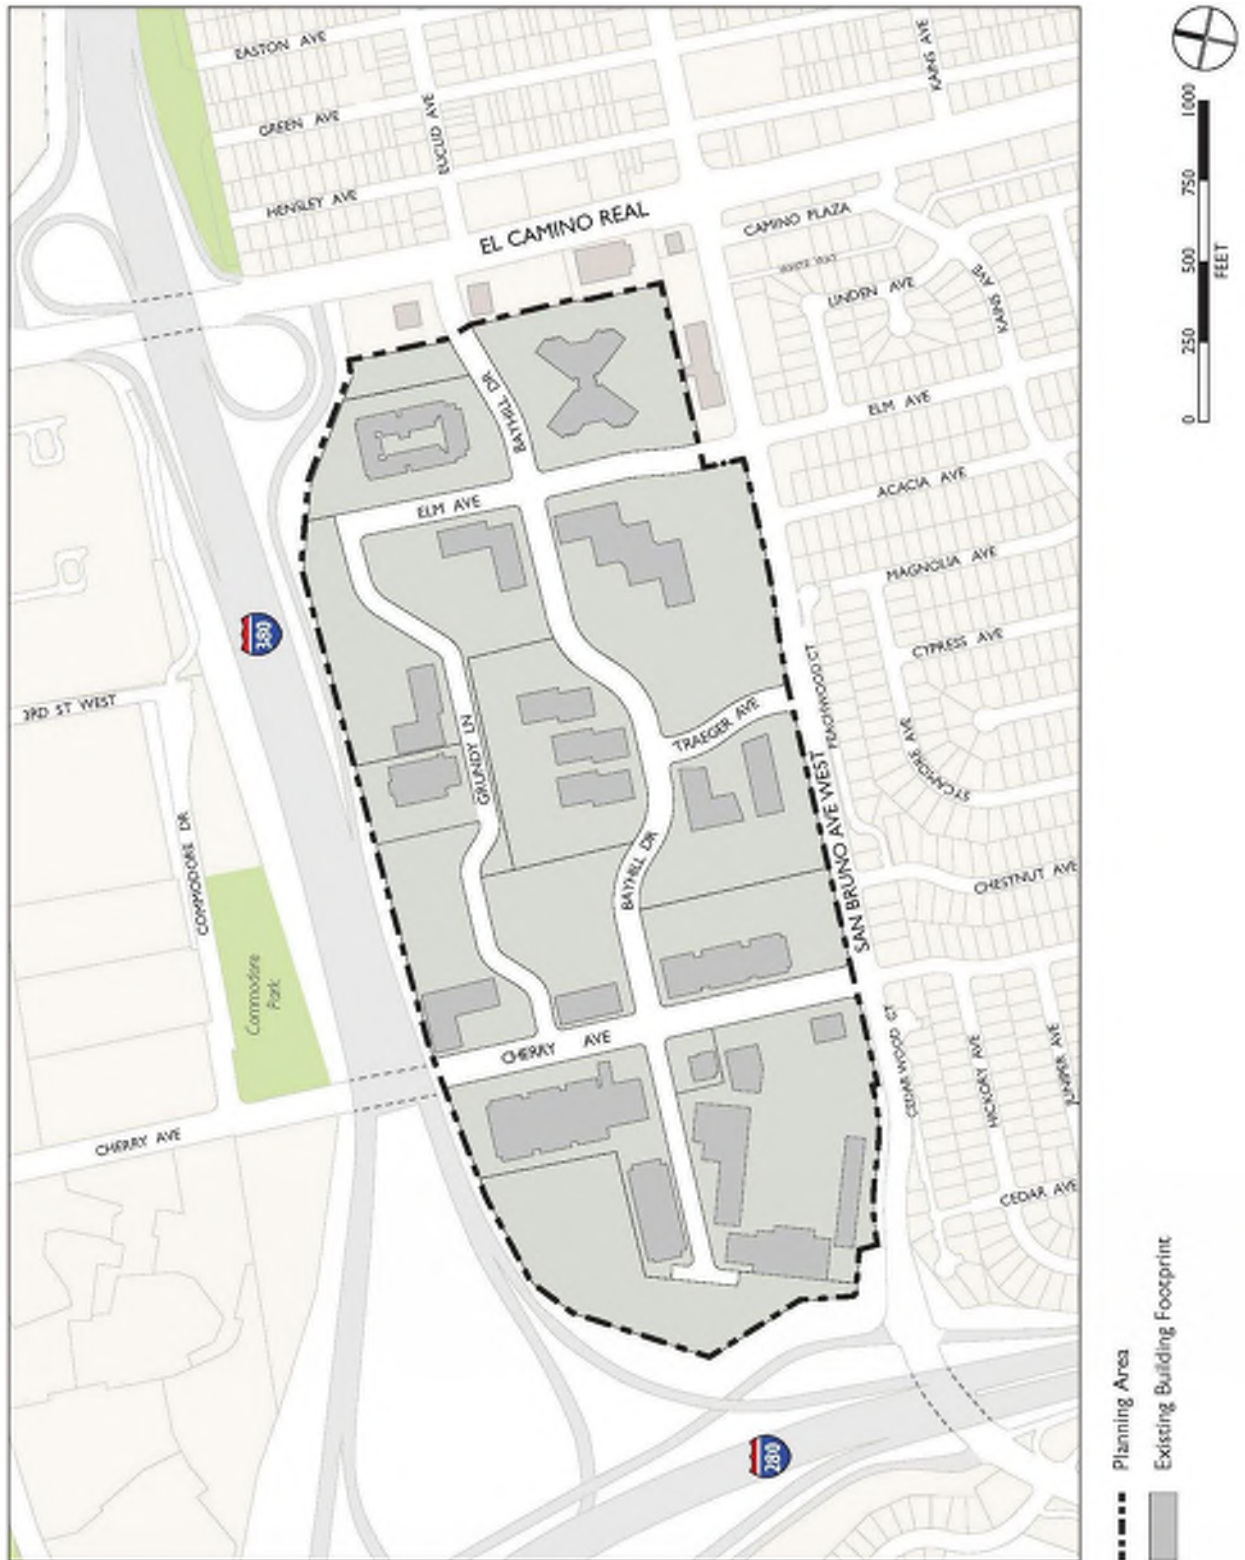 EASTON AVE
GREEN AVE
HENSLEY AVE
EUCLID AVE
KAINS AVE
EL CAMINO REAL
CAMINO PLAZA
WHITE WAY
LINDEN AVE
KAINS AVE
ELM AVE
ACACIA AVE
MAGNOLIA AVE
CYPRESS AVE
SYCAMORE AVE
PEACHWOOD CT
CHESTNUT AVE
SAN BRUNO AVE WEST
BAYHILL DR
ELM AVE
GRUNDY LN
TRAEGER AVE
BAYHILL DR
CHERRY AVE
380
3RD ST WEST
COMMODORE DR
Commodore
Park
CHERRY AVE
CEDAR WOOD CT
HICKORY AVE
JUNIPER AVE
CEDAR AVE
280
0 250 500 750 1000
FEET
Planning Area
Existing Building Footprint